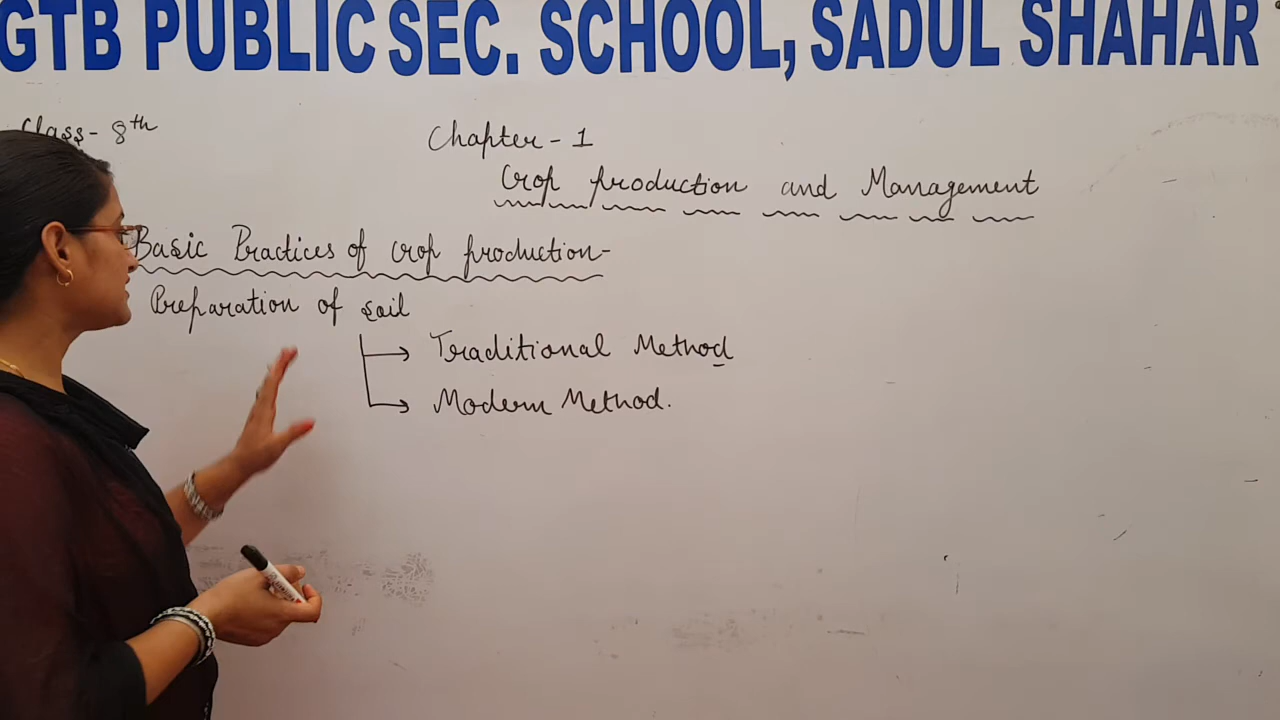 GTB PUBLIC SEC. SCHOOL, SADUL SHAHAR
Class - 8th
Chapter - 1
Crop production and Management
Basic Practices of crop production -
Preparation of soil
Traditional Method
Modern Method.